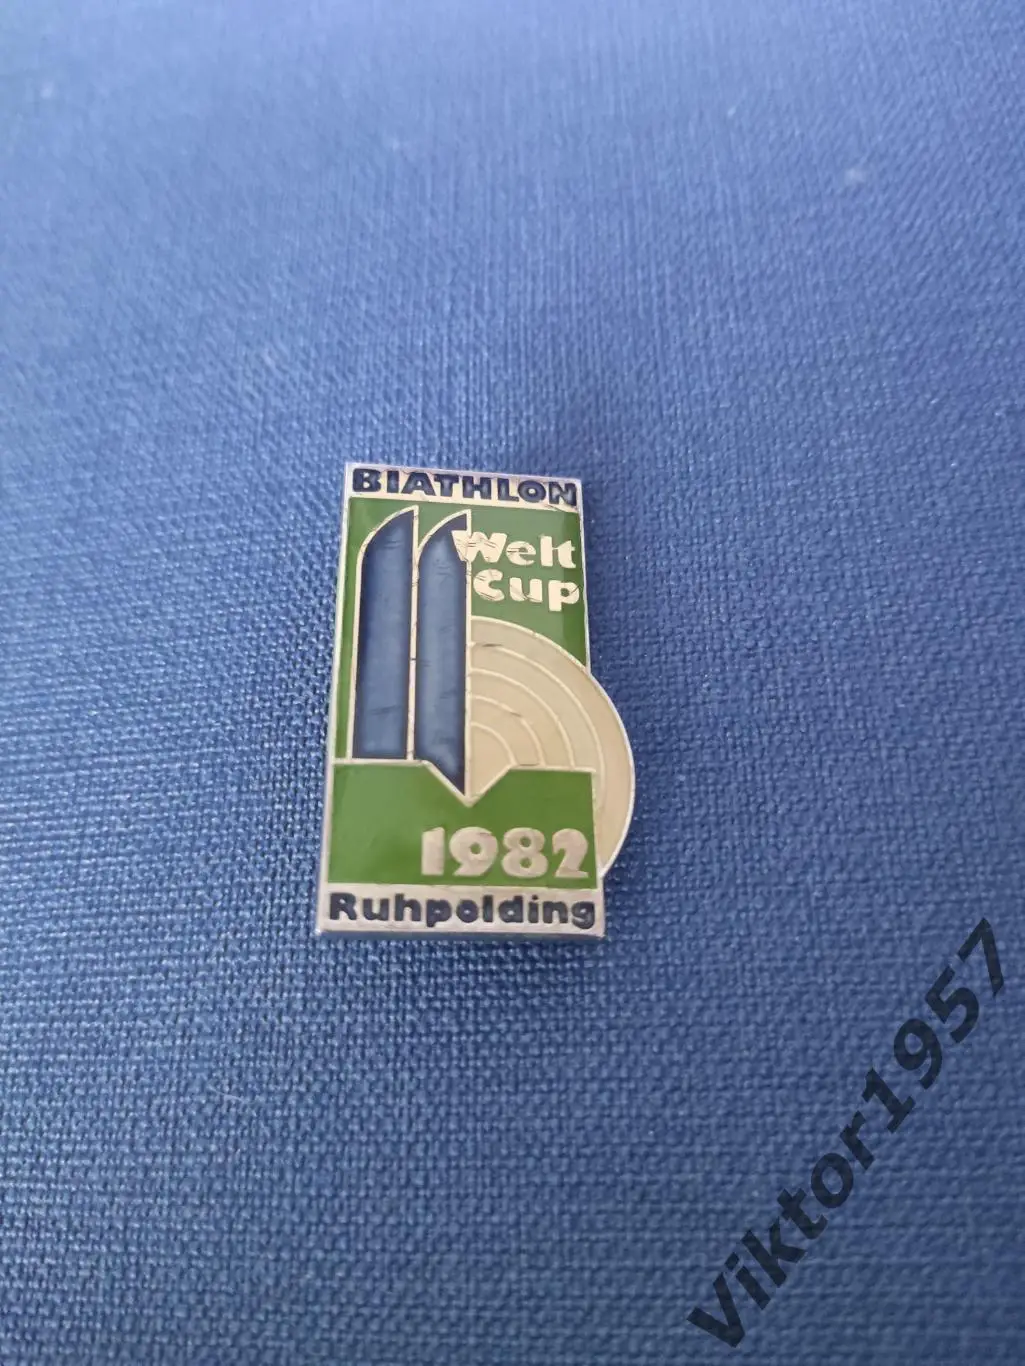 BIATHLON
Welt
Cup
1982
Ruhpolding
Viktor1957